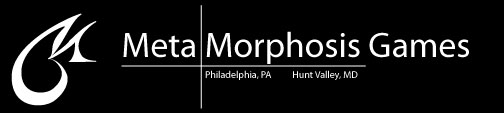 Meta Morphosis Games
Philadelphia, PA Hunt Valley, MD